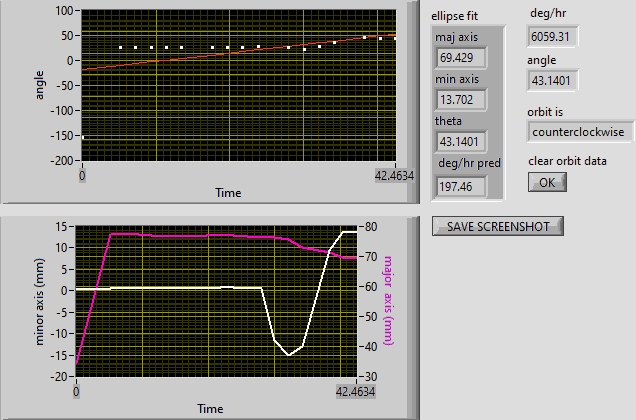 100
50
0
-50
-100
-150
-200
angle
0
42.4634
Time
ellipse fit
maj axis
69.429
min axis
13.702
theta
43.1401
deg/hr pred
197.46
deg/hr
6059.31
angle
43.1401
orbit is
counterclockwise
clear orbit data
OK
SAVE SCREENSHOT
15
10
5
0
-5
-10
-15
-20
minor axis (mm)
80
70
60
50
40
30
major axis (mm)
0
42.4634
Time